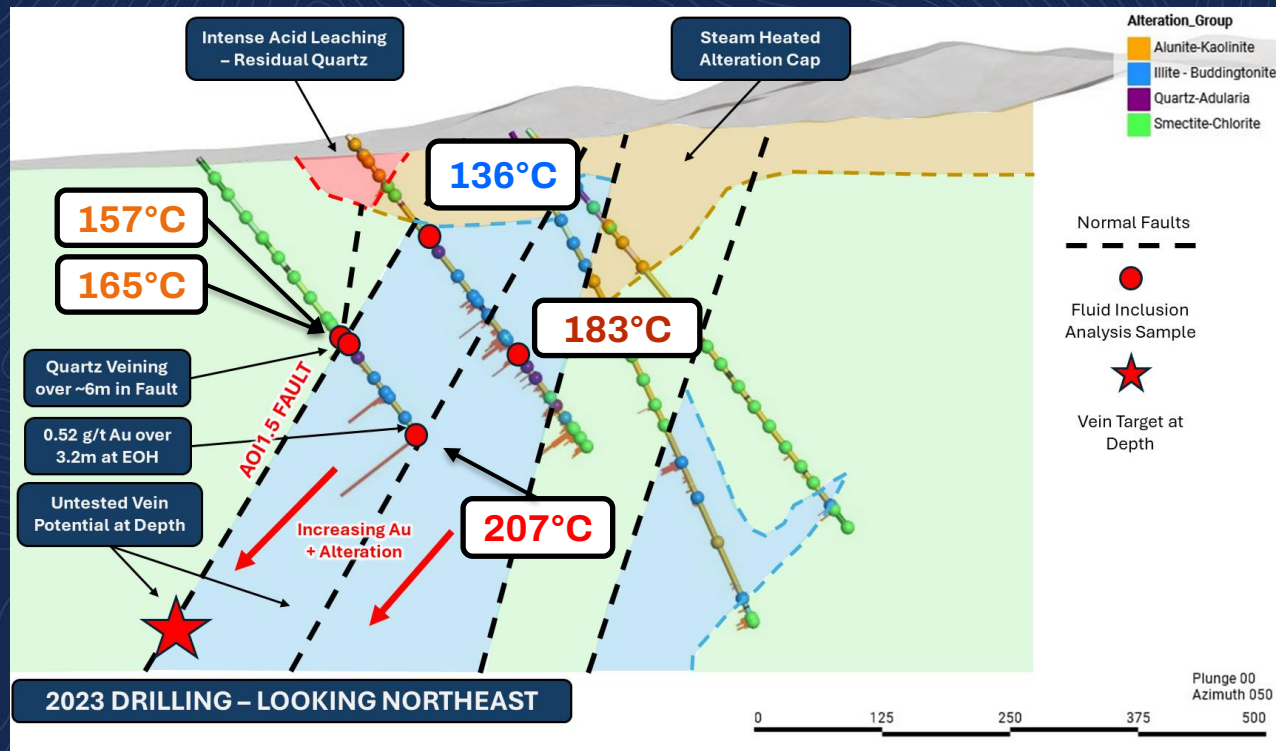 Intense Acid Leaching
– Residual Quartz
Steam Heated
Alteration Cap
Alteration_Group
Alunite-Kaolinite
Illite - Buddingtonite
Quartz-Adularia
Smectite-Chlorite
136°C
157°C
165°C
183°C
207°C
Normal Faults
Fluid Inclusion
Analysis Sample
Vein Target at
Depth
Quartz Veining
over ~6m in Fault
0.52 g/t Au over
3.2m at EOH
Untested Vein
Potential at Depth
AOI1.5 FAULT
Increasing Au
+ Alteration
2023 DRILLING – LOOKING NORTHEAST
Plunge 00
Azimuth 050
0 125 250 375 500